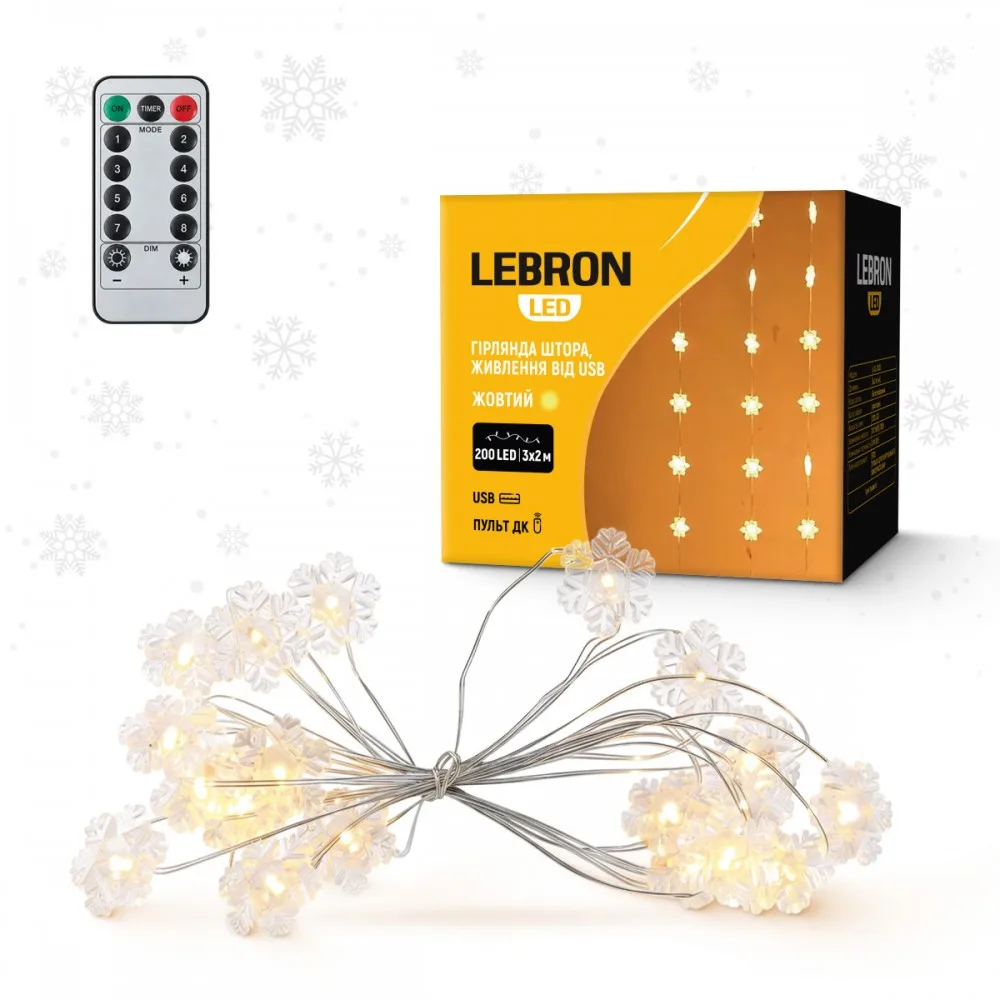 ON TIMER OFF
MODE
1 2
3 4
5 6
7 8
DIM
- +
LEBRON
LED
ГІРЛЯНДА ШТОРА,
ЖИВЛЕННЯ ВІД USB
ЖОВТИЙ
200 LED | 3x2 м
USB
ПУЛЬТ ДК
LEBRON
LED